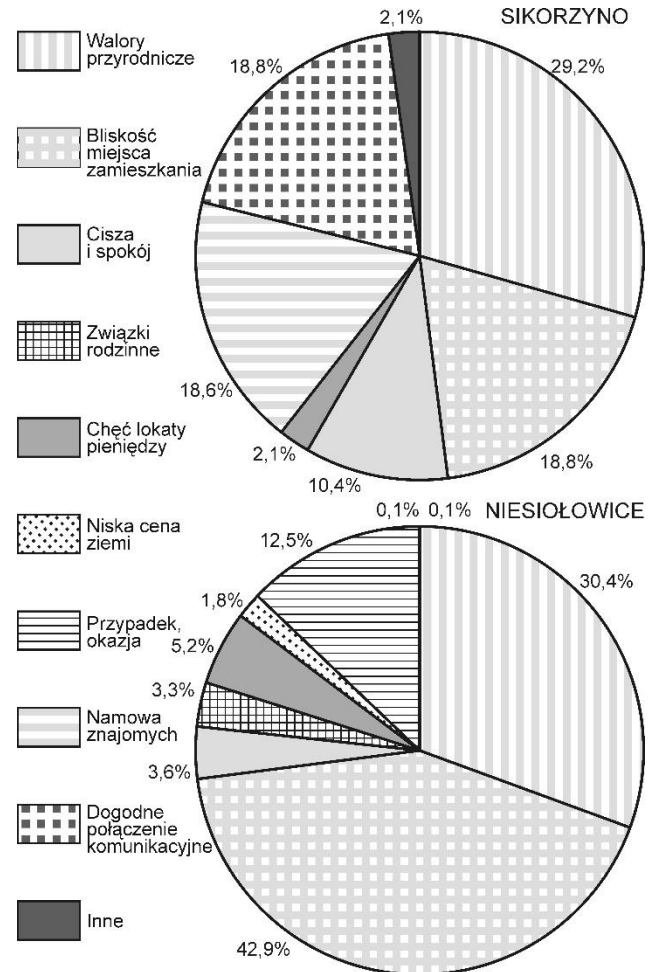 Walory
przyrodnicze
Bliskość
miejsca
zamieszkania
Cisza
i spokój
Związki
rodzinne
Chęć lokaty
pieniędzy
Niska cena
ziemi
Przypadek,
okazja
Namowa
znajomych
Dogodne
połączenie
komunikacyjne
Inne
SIKORZYNO
2,1%
29,2%
18,8%
18,6%
2,1%
10,4%
18,8%
NIESIOŁOWICE
0,1% 0,1%
12,5%
30,4%
1,8%
5,2%
3,3%
3,6%
42,9%